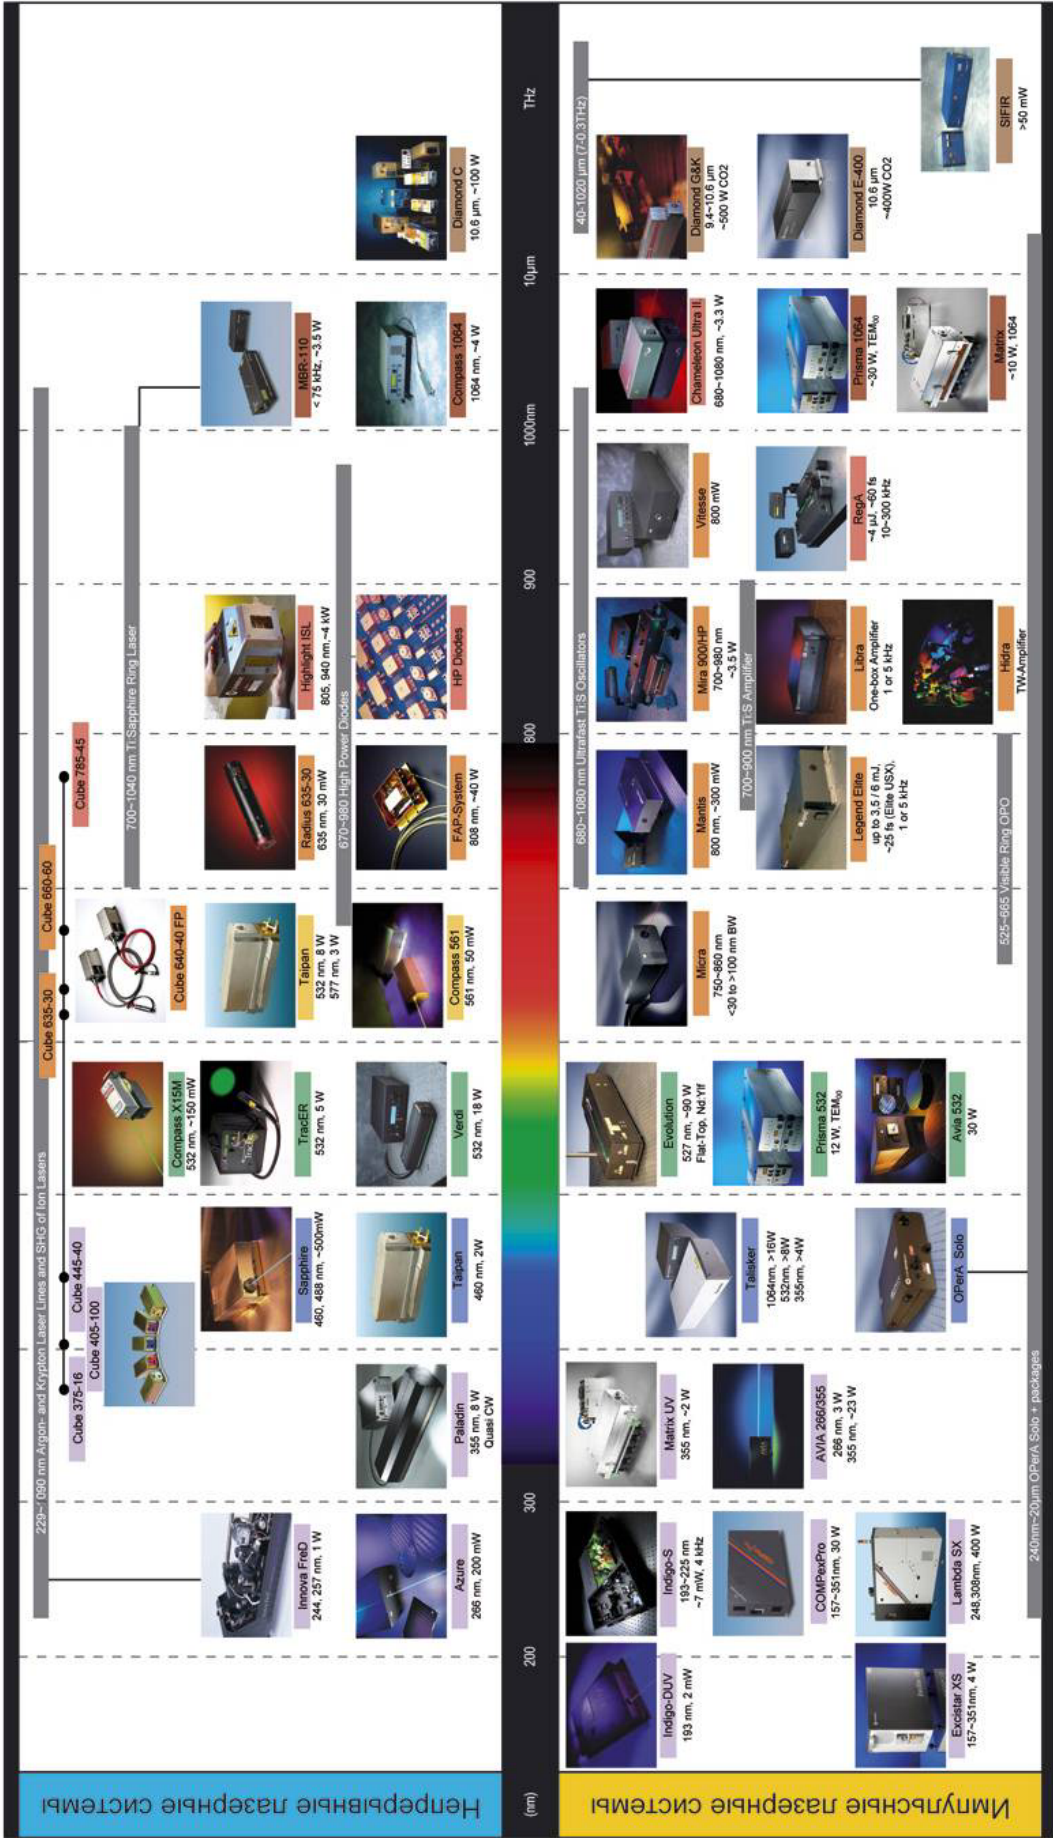 Непрерывные лазерные системы
229~1090 nm Argon- and Krypton Laser Lines and SHG of Ion Lasers
Cube 375-16
Cube 405-100
Cube 445-40
Cube 635-30
Cube 660-60
Cube 785-45
Cube 640-40 FP
700~1040 nm Ti:Sapphire Ring Laser
Compass X15M
532 nm, ~150 mW
Innova FreD
244, 257 nm, 1 W
Sapphire
460, 488 nm, ~500mW
TracER
532 nm, 5 W
Taipan
532 nm, 8 W
577 nm, 3 W
Radius 635-30
635 nm, 30 mW
Highlight ISL
805, 940 nm,~4 kW
MBR-110
< 75 kHz, ~3.5 W
670~980 High Power Diodes
Azure
266 nm, 200 mW
Paladin
355 nm, 8 W
Quasi CW
Taipan
460 nm, 2W
Verdi
532 nm, 18 W
Compass 561
561 nm, 50 mW
FAP-System
808 nm, ~40 W
HP Diodes
Compass 1064
1064 nm, ~4 W
Diamond C
10.6 µm, ~100 W
(nm)
200
300
800
900
1000nm
10µm
THz
Импульсные лазерные системы
680~1080 nm Ultrafast Ti:S Oscillators
40-1020 µm (7-0.3THz)
Indigo-DUV
193 nm, 2 mW
Indigo-S
193~225 nm
~7 mW, 4 kHz
Matrix UV
355 nm, ~2 W
Talisker
1064nm, >16W
532nm, >8W
355nm, >4W
Evolution
527 nm, ~90 W
Flat-Top, Nd:Ylf
Micra
750~860 nm
<30 to >100 nm BW
Mantis
800 nm, ~300 mW
Mira 900/HP
700~980 nm
~3.5 W
Vitesse
800 mW
Chameleon Ultra II
680~1080 nm, ~3.3 W
Diamond G&K
9.4~10.6 µm
~500 W CO2
700~900 nm Ti:S Amplifier
COMPexPro
157~351nm, 30 W
AVIA 266/355
266 nm, 3 W
355 nm, ~23 W
Prisma 532
12 W, TEM₀₀
Legend Elite
up to 3,5 / 6 mJ,
~25 fs (Elite USX),
1 or 5 kHz
Libra
One-box Amplifier
1 or 5 kHz
RegA
~4 µJ, ~60 fs
10~300 kHz
Prisma 1064
~30 W, TEM₀₀
Diamond E-400
10.6 µm
~400W CO2
Excistar XS
157~351nm, 4 W
Lambda SX
248,308nm, 400 W
OPerA Solo
Avia 532
30 W
525~665 Visible Ring OPO
Hidra
TW-Amplifier
Matrix
~10 W, 1064
SIFIR
>50 mW
240nm~20µm OPerA Solo + packages